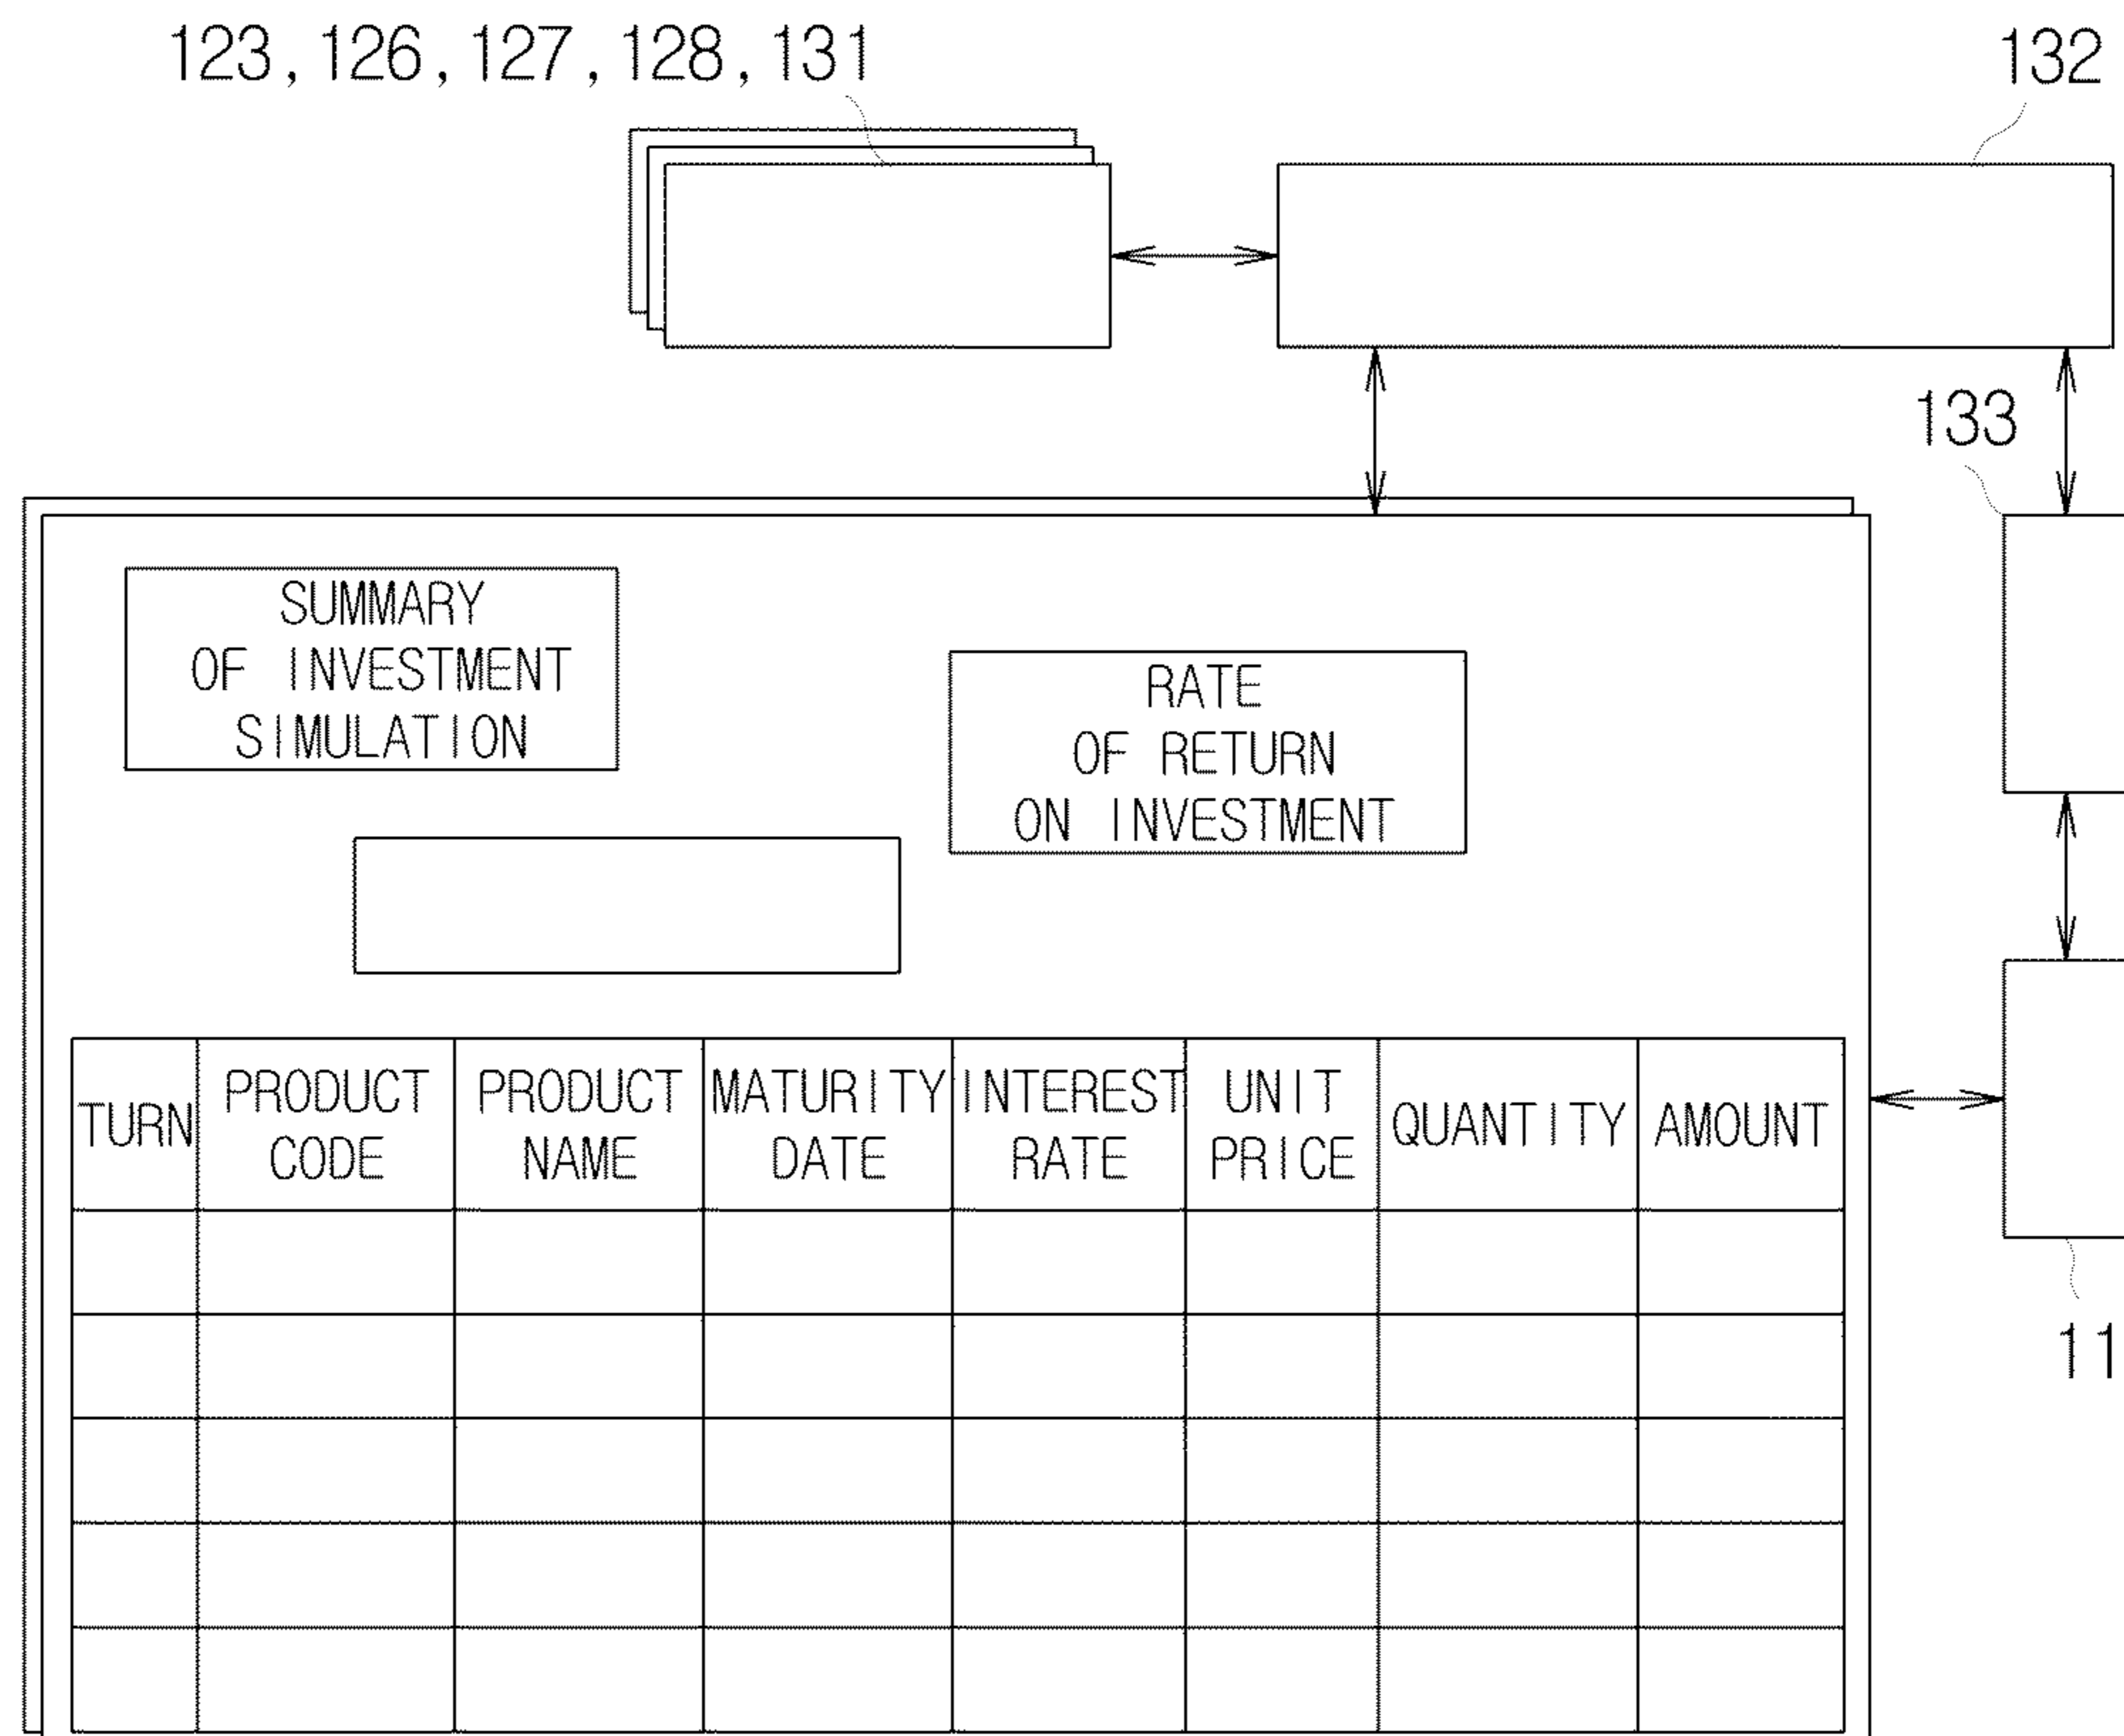 123, 126, 127, 128, 131
132
133
SUMMARY
OF INVESTMENT
SIMULATION
RATE
OF RETURN
ON INVESTMENT
TURN
PRODUCT
CODE
PRODUCT
NAME
MATURITY
DATE
INTEREST
RATE
UNIT
PRICE
QUANTITY
AMOUNT
11